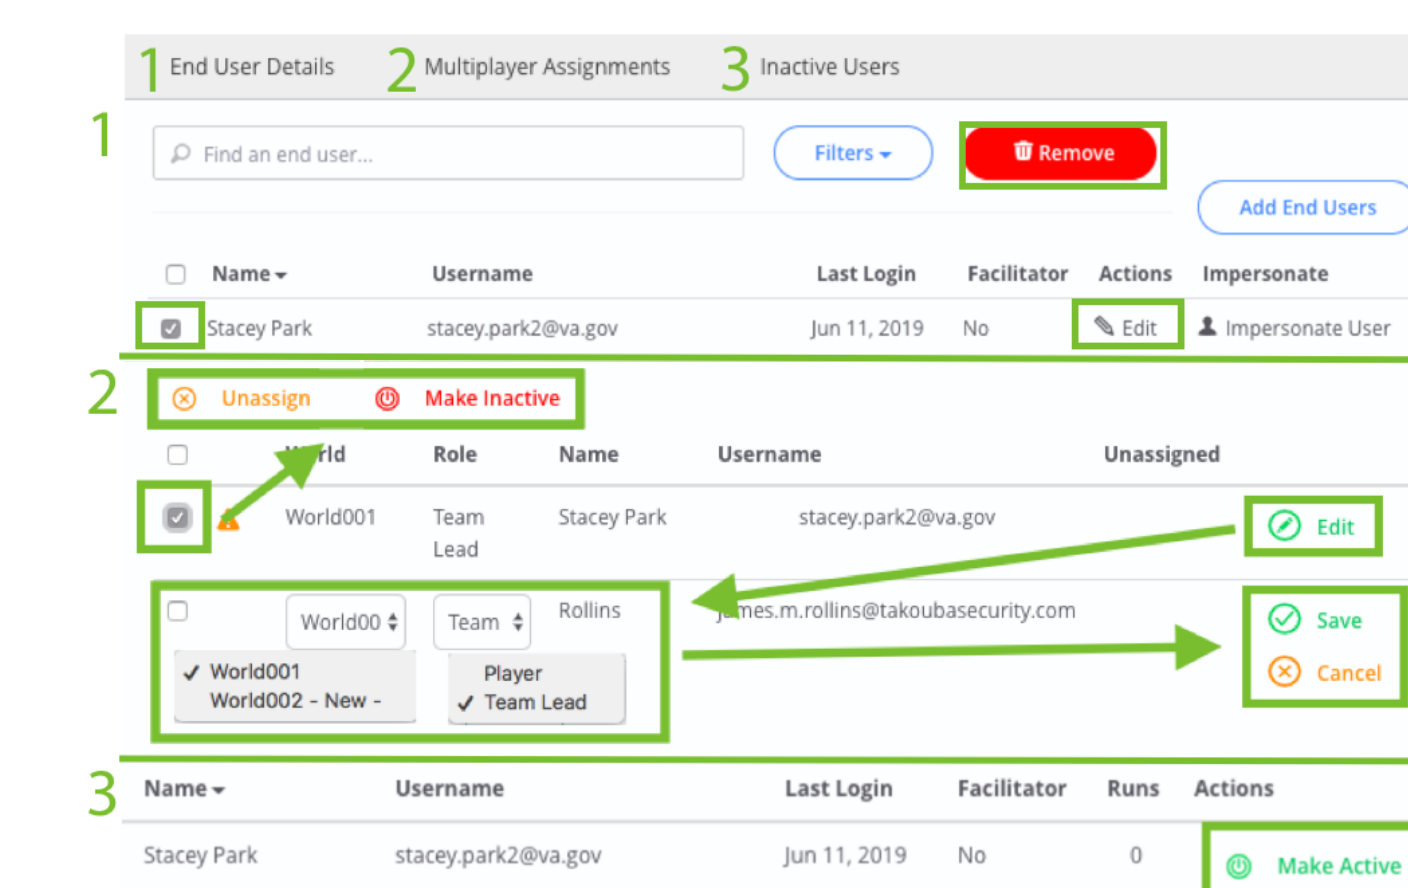 1 End User Details 2 Multiplayer Assignments 3 Inactive Users
1
Find an end user... Filters Remove
Add End Users
Name Username Last Login Facilitator Actions Impersonate
Stacey Park stacey.park2@va.gov Jun 11, 2019 No Edit Impersonate User
2
Unassign Make Inactive
World Role Name Username Unassigned
World001 Team Lead Stacey Park stacey.park2@va.gov Edit
World00 Team Rollins james.m.rollins@takoubasecurity.com Save
World001 Player Cancel
World002 - New - Team Lead
3
Name Username Last Login Facilitator Runs Actions
Stacey Park stacey.park2@va.gov Jun 11, 2019 No 0 Make Active